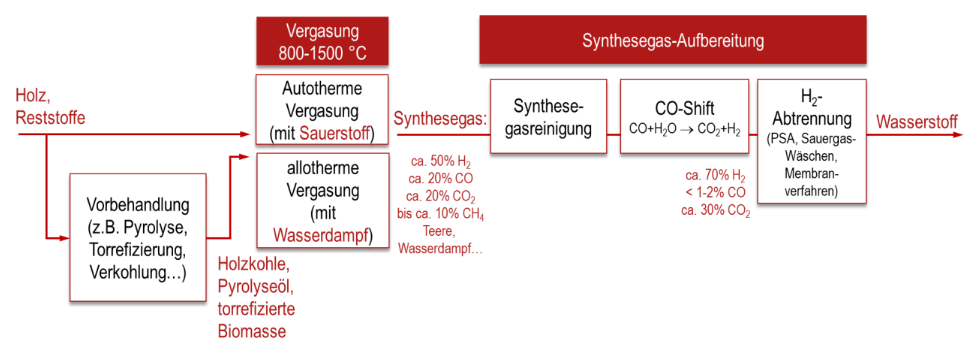 Vergasung
800-1500 °C
Synthesegas-Aufbereitung
Holz,
Reststoffe
Autotherme
Vergasung
(mit Sauerstoff)
allotherme
Vergasung
(mit
Wasserdampf)
Vorbehandlung
(z.B. Pyrolyse,
Torrefizierung,
Verkohlung…)
Holzkohle,
Pyrolyseöl,
torrefizierte
Biomasse
Synthesegas:
ca. 50% H₂
ca. 20% CO
ca. 20% CO₂
bis ca. 10% CH₄
Teere,
Wasserdampf…
Synthese-
gasreinigung
CO-Shift
CO+H₂O → CO₂+H₂
ca. 70% H₂
< 1-2% CO
ca. 30% CO₂
H₂-
Abtrennung
(PSA, Sauergas-
Wäschen,
Membran-
verfahren)
Wasserstoff